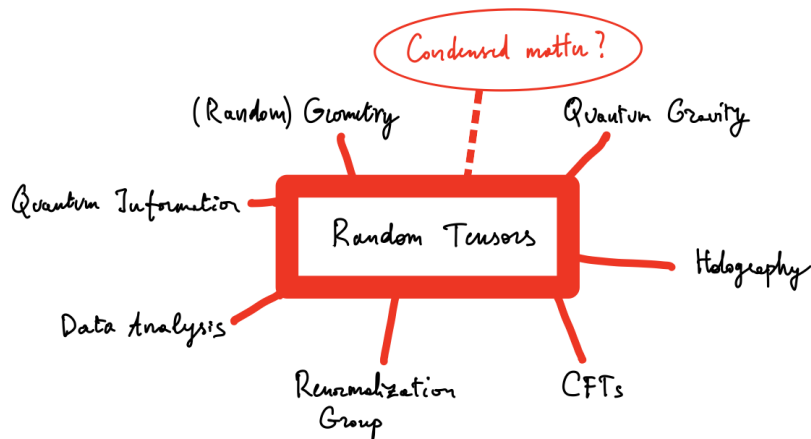 Condensed matter?
(Random) Geometry
Quantum Gravity
Quantum Information
Random Tensors
Holography
Data Analysis
Renormalization
Group
CFTs